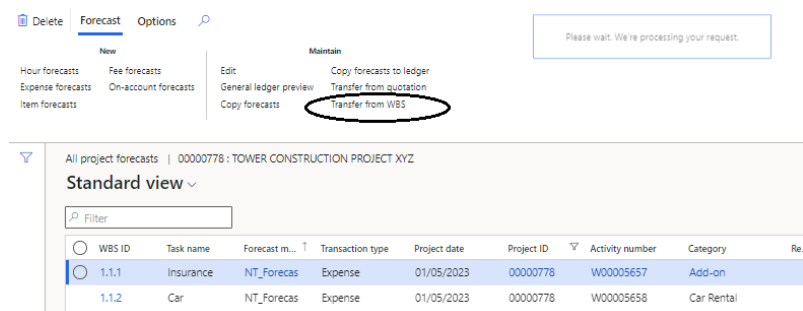 Delete Forecast Options
Please wait. We're processing your request.
New Maintain
Hour forecasts Fee forecasts Edit Copy forecasts to ledger
Expense forecasts On-account forecasts General ledger preview Transfer from quotation
Item forecasts Copy forecasts Transfer from WBS
All project forecasts | 00000778 : TOWER CONSTRUCTION PROJECT XYZ
Standard view
Filter
WBS ID Task name Forecast m... Transaction type Project date Project ID Activity number Category Re.
1.1.1 Insurance NT_Forecas Expense 01/05/2023 00000778 W00005657 Add-on
1.1.2 Car NT_Forecas Expense 01/05/2023 00000778 W00005658 Car Rental